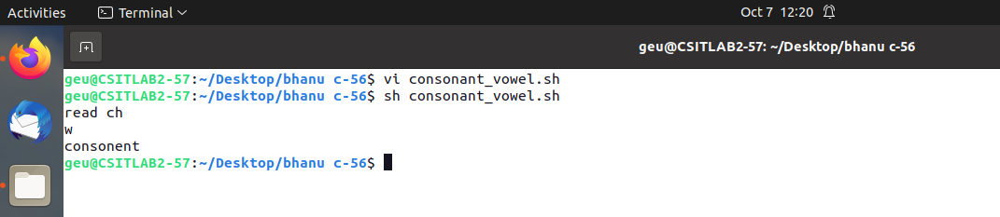 Activities
Terminal
Oct 7 12:20
geu@CSITLAB2-57: ~/Desktop/bhanu c-56
geu@CSITLAB2-57:~/Desktop/bhanu c-56$ vi consonant_vowel.sh
geu@CSITLAB2-57:~/Desktop/bhanu c-56$ sh consonant_vowel.sh
read ch
w
consonent
geu@CSITLAB2-57:~/Desktop/bhanu c-56$